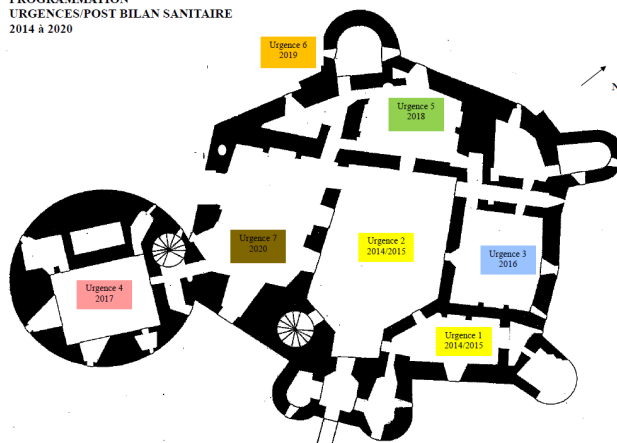 PROGRAMMATION
URGENCES/POST BILAN SANITAIRE
2014 à 2020
Urgence 6
2019
N
Urgence 5
2018
Urgence 7
2020
Urgence 2
2014/2015
Urgence 3
2016
Urgence 4
2017
Urgence 1
2014/2015